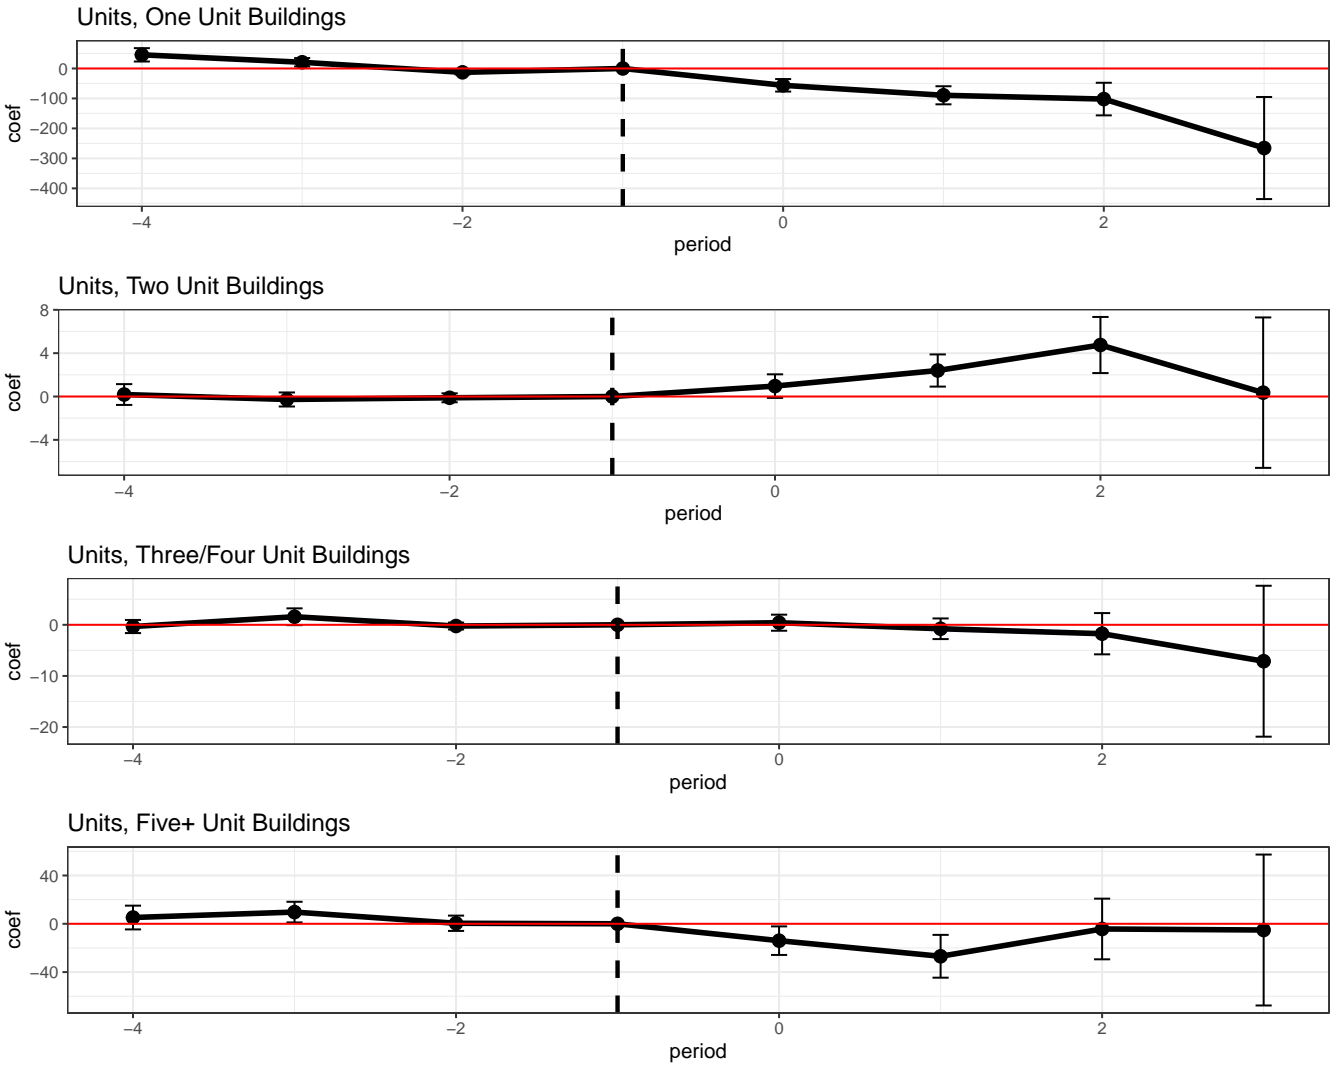 Units, One Unit Buildings
coef
0
−100
−200
−300
−400
−4
−2
0
2
period
Units, Two Unit Buildings
coef
8
4
0
−4
−4
−2
0
2
period
Units, Three/Four Unit Buildings
coef
0
−10
−20
−4
−2
0
2
period
Units, Five+ Unit Buildings
coef
40
0
−40
−4
−2
0
2
period